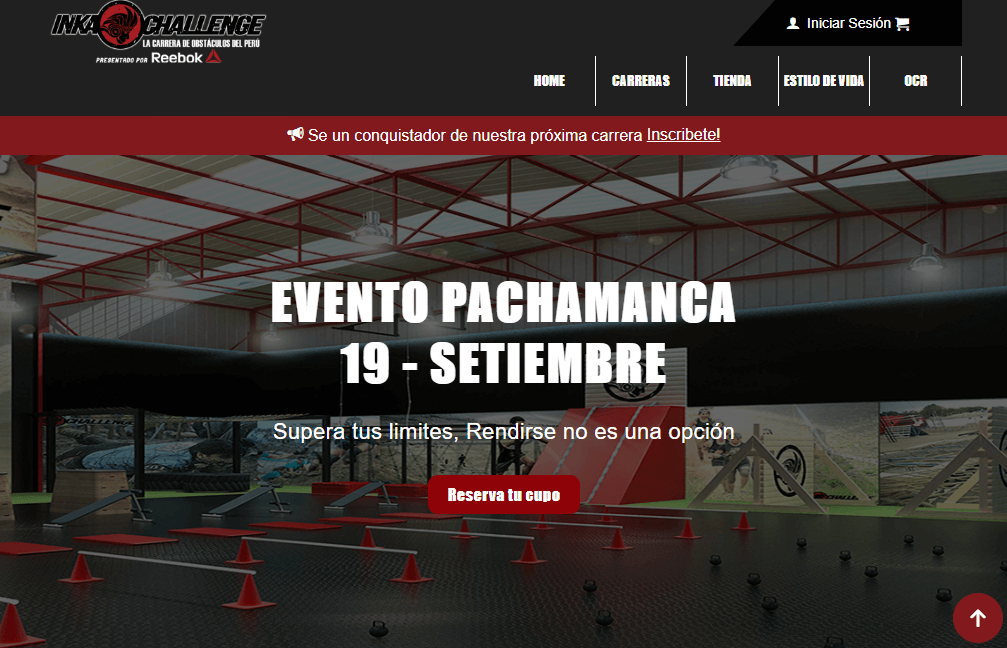 INKA CHALLENGE
LA CARRERA DE OBSTÁCULOS DEL PERÚ
PRESENTADO POR Reebok
Iniciar Sesión
HOME CARRERAS TIENDA ESTILO DE VIDA OCR
Se un conquistador de nuestra próxima carrera Inscribete!
EVENTO PACHAMANCA
19 - SETIEMBRE
Supera tus limites, Rendirse no es una opción
Reserva tu cupo